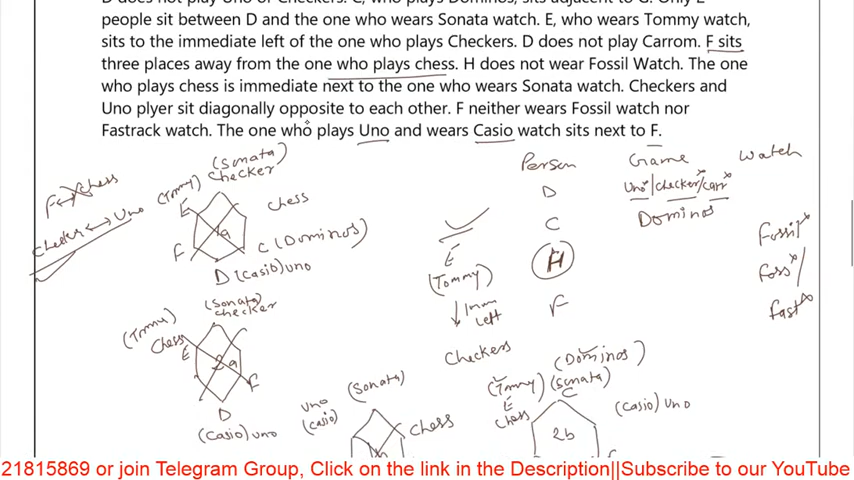 D does not play Uno or Checkers. C, who plays Dominos, sits adjacent to G. Only 2
people sit between D and the one who wears Sonata watch. E, who wears Tommy watch,
sits to the immediate left of the one who plays Checkers. D does not play Carrom. F sits
three places away from the one who plays chess. H does not wear Fossil Watch. The one
who plays chess is immediate next to the one who wears Sonata watch. Checkers and
Uno plyer sit diagonally opposite to each other. F neither wears Fossil watch nor
Fastrack watch. The one who plays Uno and wears Casio watch sits next to F.
Person Game Watch
D Uno/checker/carr
C Dominos
H
F
Fossil
Foss/
Fast
F↔Chess
Checker↔Uno
(Sonata)
checker
(Tommy)
E
chess
F
C (Dominos)
D (Casio) uno
E
(Tommy)
↓ Imm
Left
Checkers
(Sonata)
checker
(Tommy)
Chess
E
2a
F
D
(Casio) uno
uno
(casio)
(Sonata)
chess
(Dominos)
(Tommy) (Sonata)
E
C
Chess
(Casio) uno
2b
21815869 or join Telegram Group, Click on the link in the Description||Subscribe to our YouTube